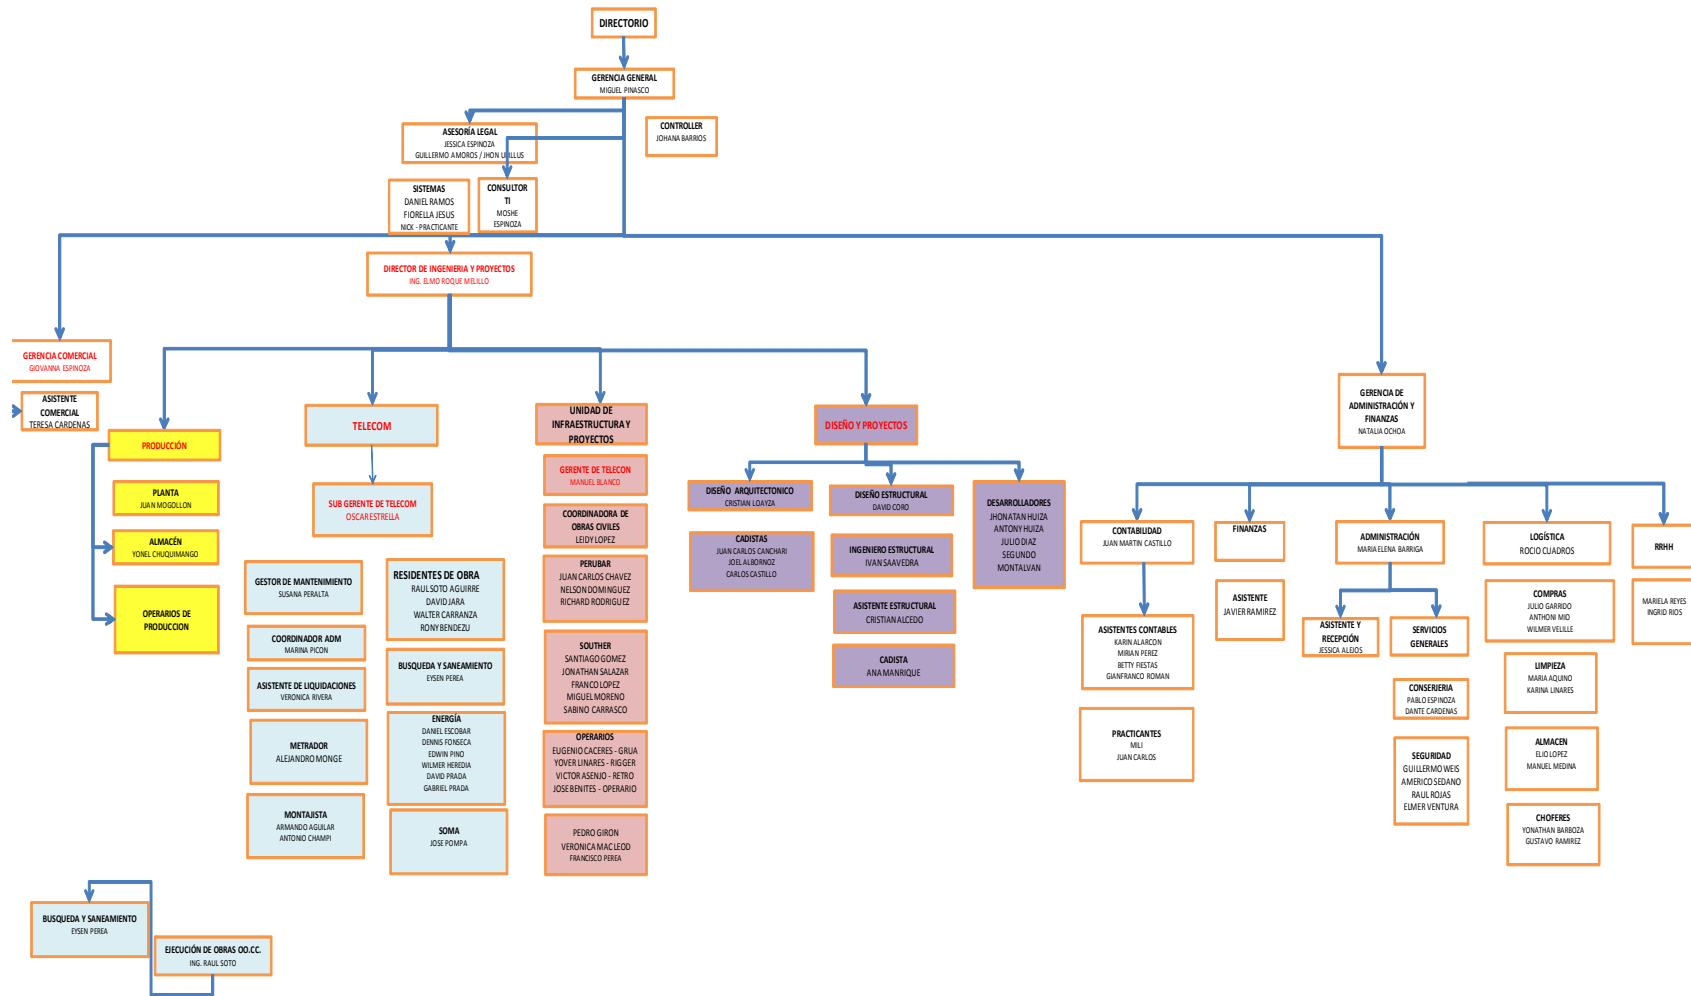 DIRECTORIO
GERENCIA GENERAL
MIGUEL PINASCO
ASESORÍA LEGAL
JESSICA ESPINOZA
GUILLERMO AMOROS / JHON
CONTROLLER
JOHANA BARRIOS
SISTEMAS
DANIEL RAMOS
FIORELLA JESUS
NICK - PRACTICANTE
CONSULTOR
TI
MOSHE
ESPINOZA
DIRECTOR DE INGENIERIA Y PROYECTOS
ING. ELMO ROQUE MELILLO
GERENCIA COMERCIAL
GIOVANNA ESPINOZA
ASISTENTE
COMERCIAL
TERESA CARDENAS
PRODUCCIÓN
PLANTA
JUAN MOGOLLON
ALMACÉN
YONEL CHUQUIMANGO
OPERARIOS DE
PRODUCCION
TELECOM
SUB GERENTE DE TELECOM
OSCAR ESTRELLA
GESTOR DE MANTENIMIENTO
SUSANA PERALTA
COORDINADOR ADM
MARINA PICON
ASISTENTE DE LIQUIDACIONES
VERONICA RIVERA
METRADOR
ALEJANDRO MONGE
MONTAJISTA
ARMANDO AGUILAR
ANTONIO CHAMPI
RESIDENTES DE OBRA
RAUL SOTO AGUIRRE
DAVID JARA
WALTER CARRANZA
RONY BENDEZU
BUSQUEDA Y SANEAMIENTO
EYSEN PEREA
ENERGÍA
DANIEL ESCOBAR
DENNIS FONSECA
EDWIN PINO
WILMER HEREDIA
DAVID PRADA
GABRIEL PRADA
SOMA
JOSE POMPA
UNIDAD DE
INFRAESTRUCTURA Y
PROYECTOS
GERENTE DE TELECON
MANUEL BLANCO
COORDINADORA DE
OBRAS CIVILES
LEIDY LOPEZ
PERUBAR
JUAN CARLOS CHAVEZ
NELSON DOMINGUEZ
RICHARD RODRIGUEZ
SOUTHER
SANTIAGO GOMEZ
JONATHAN SALAZAR
FRANCO LOPEZ
MIGUEL MORENO
SABINO CARRASCO
OPERARIOS
EUGENIO CACERES - GRUA
YOVER LINARES - RIGGER
VICTOR ASENJO - RETRO
JOSE BENITES - OPERARIO
PEDRO GIRON
VERONICA MAC LEOD
FRANCISCO PEREA
DISEÑO Y PROYECTOS
DISEÑO ARQUITECTONICO
CRISTIAN LOAYZA
CADISTAS
JUAN CARLOS CANCHARI
JOEL ALBORNOZ
CARLOS CASTILLO
DISEÑO ESTRUCTURAL
DAVID CORO
INGENIERO ESTRUCTURAL
IVAN SAAVEDRA
ASISTENTE ESTRUCTURAL
CRISTIAN ALCEDO
CADISTA
ANA MANRIQUE
DESARROLLADORES
JHONATAN HUIZA
ANTONY HUIZA
JULIO DIAZ
SEGUNDO
MONTALVAN
GERENCIA DE
ADMINISTRACIÓN Y
FINANZAS
NATALIA OCHOA
CONTABILIDAD
JUAN MARTIN CASTILLO
ASISTENTES CONTABLES
KARIN ALARCON
MIRIAN PEREZ
BETTY FIESTAS
GIANFRANCO ROMAN
PRACTICANTES
MILI
JUAN CARLOS
FINANZAS
ASISTENTE
JAVIER RAMIREZ
ADMINISTRACIÓN
MARIA ELENA BARRIGA
ASISTENTE Y
RECEPCIÓN
JESSICA ALEJOS
SERVICIOS
GENERALES
CONSERJERIA
PABLO ESPINOZA
DANTE CARDENAS
SEGURIDAD
GUILLERMO WEIS
AMERICO SEDANO
RAUL ROJAS
ELMER VENTURA
LOGÍSTICA
ROCIO CUADROS
COMPRAS
JULIO GARRIDO
ANTHONI MIO
WILMER VELILLE
LIMPIEZA
MARIA AQUINO
KARINA LINARES
ALMACEN
ELIO LOPEZ
MANUEL MEDINA
CHOFERES
YONATHAN BARBOZA
GUSTAVO RAMIREZ
RRHH
MARIELA REYES
INGRID RIOS
BUSQUEDA Y SANEAMIENTO
EYSEN PEREA
EJECUCIÓN DE OBRAS OO.CC.
ING. RAUL SOTO